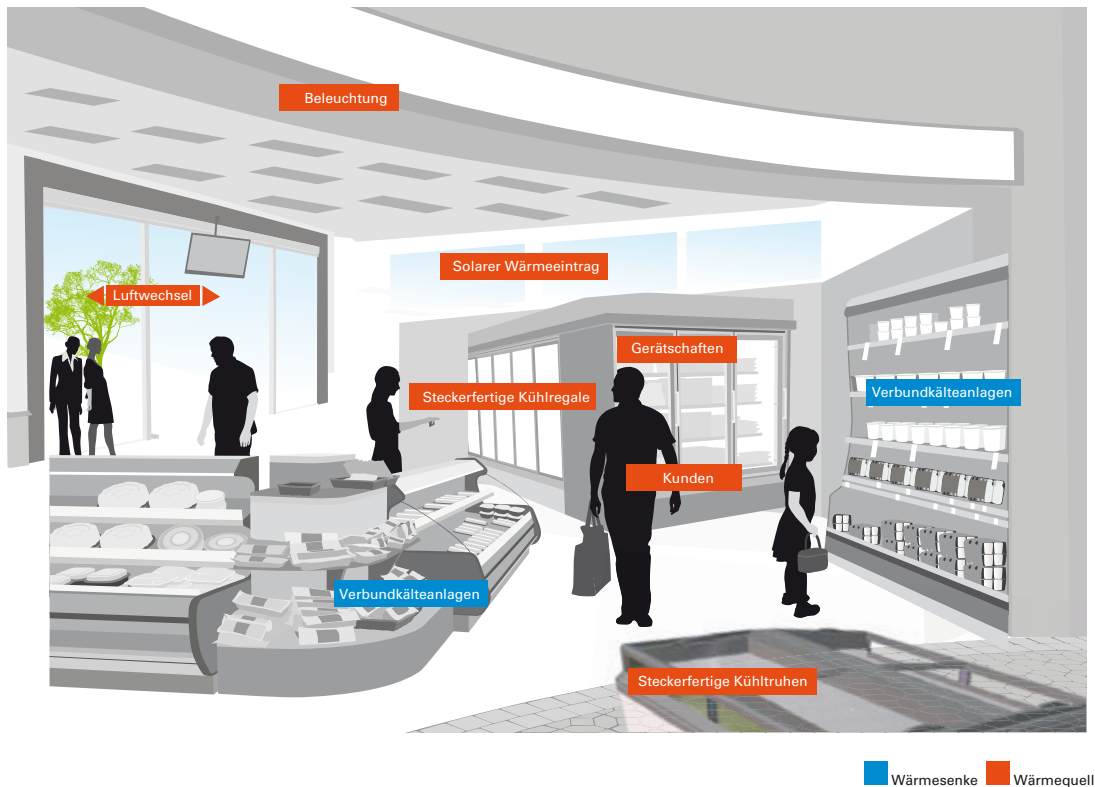 Beleuchtung
Solarer Wärmeeintrag
Luftwechsel
Gerätschaften
Steckerfertige Kühlregale
Verbundkälteanlagen
Kunden
Verbundkälteanlagen
Steckerfertige Kühltruhen
Wärmesenke
Wärmequell